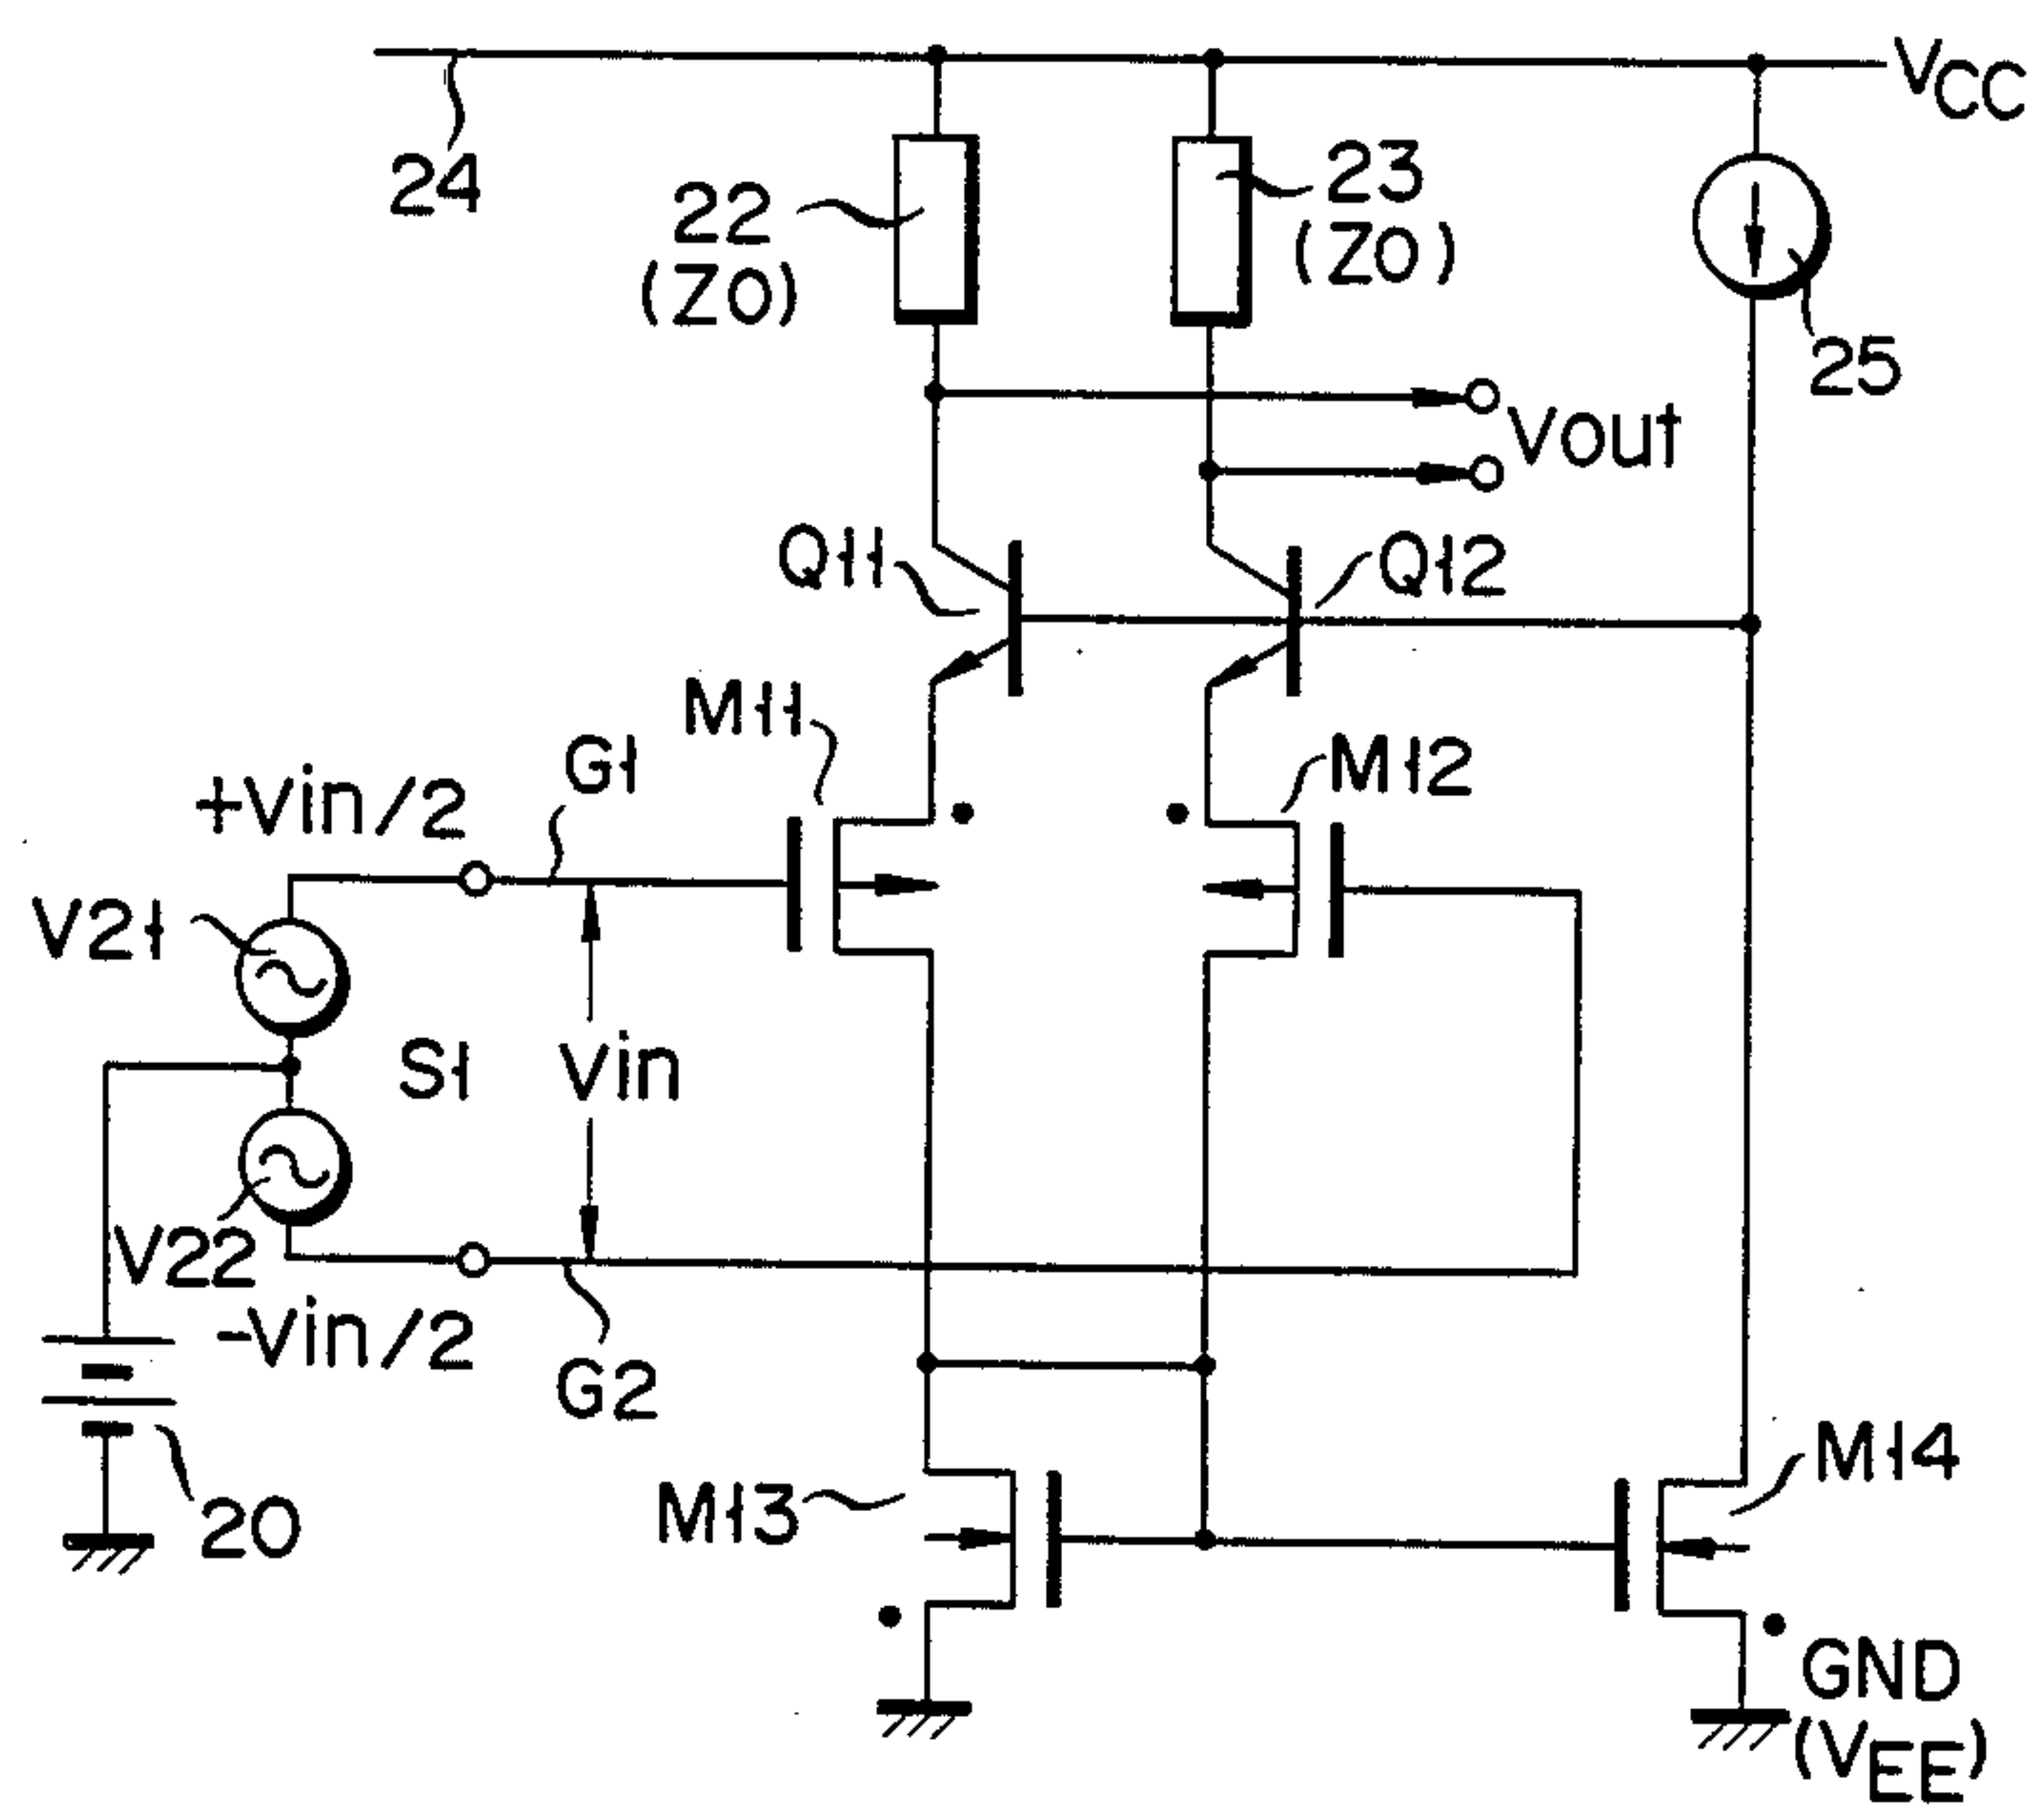 VCC
24
22
(Z0)
23
(Z0)
25
Vout
Q11
Q12
M11
M12
G1
+Vin/2
V21
S1
Vin
V22
-Vin/2
G2
20
M13
M14
GND
(VEE)